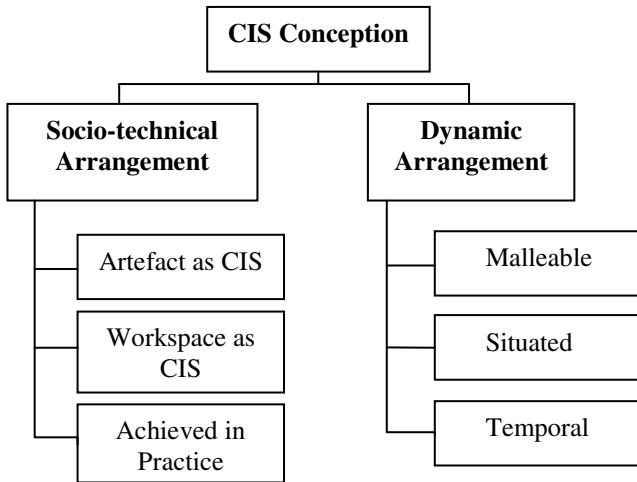 CIS Conception
Socio-technical
Arrangement
Artefact as CIS
Workspace as
CIS
Achieved in
Practice
Dynamic
Arrangement
Malleable
Situated
Temporal